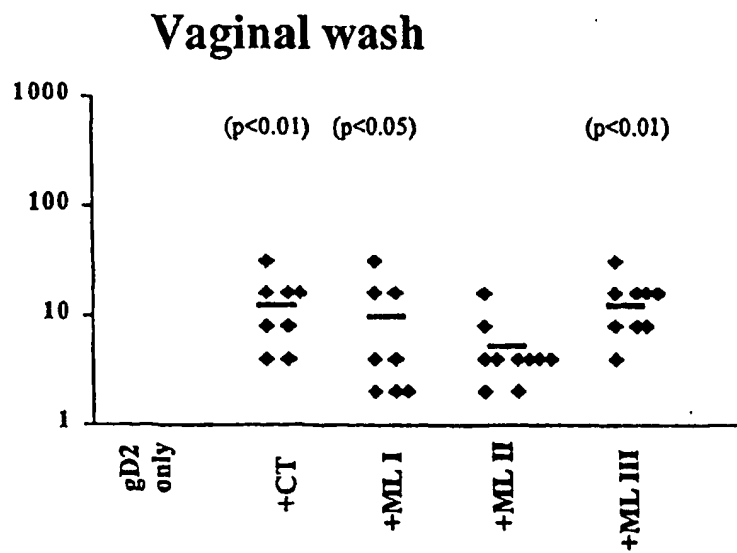 Vaginal wash
1000
(p<0.01) (p<0.05) (p<0.01)
100
10
1
gD2
only
+CT
+ML I
+ML II
+ML III